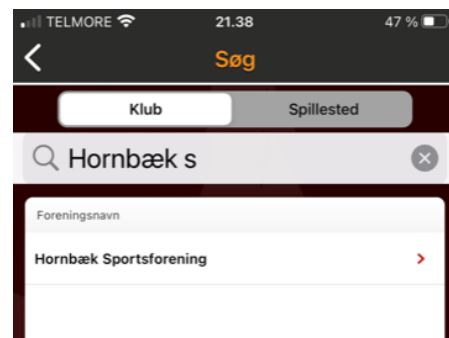 TELMORE 21.38 47 %
Søg
Klub Spillested
Hornbæk s
Foreningsnavn
Hornbæk Sportsforening